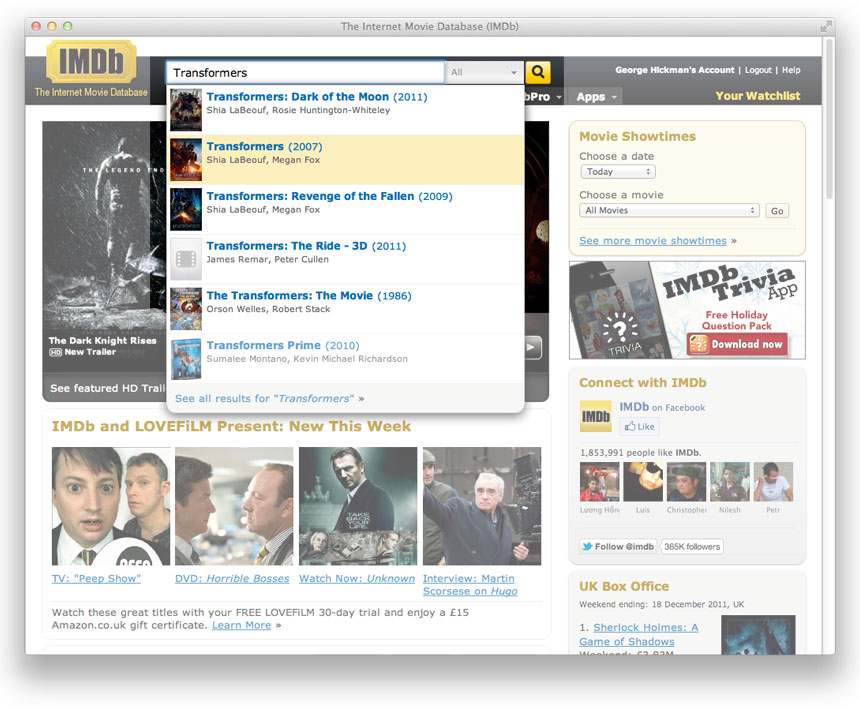 The Internet Movie Database (IMDb)
IMDb
The Internet Movie Database
Transformers
All
George Hickman's Account | Logout | Help
bPro
Apps
Your Watchlist
Transformers: Dark of the Moon (2011)
Shia LaBeouf, Rosie Huntington-Whiteley
Transformers (2007)
Shia LaBeouf, Megan Fox
Transformers: Revenge of the Fallen (2009)
Shia LaBeouf, Megan Fox
Transformers: The Ride - 3D (2011)
James Remar, Peter Cullen
The Transformers: The Movie (1986)
Orson Welles, Robert Stack
Transformers Prime (2010)
Sumalee Montano, Kevin Michael Richardson
See all results for "Transformers" »
THE LEGEND END
The Dark Knight Rises
HD New Trailer
See featured HD Trail
IMDb and LOVEFiLM Present: New This Week
TAKE
BACK
YOUR
LIFE.
TV: "Peep Show"
DVD: Horrible Bosses
Watch Now: Unknown
Interview: Martin
Scorsese on Hugo
Watch these great titles with your FREE LOVEFiLM 30-day trial and enjoy a £15
Amazon.co.uk gift certificate. Learn More »
Movie Showtimes
Choose a date
Today
Choose a movie
All Movies
Go
See more movie showtimes »
IMDb
Trivia
App
Free Holiday
Question Pack
Download now
TRIVIA
Connect with IMDb
IMDb
IMDb on Facebook
Like
1,853,991 people like IMDb.
Lương Hồn
Luis
Christopher
Nilesh
Petr
Follow @imdb
365K followers
UK Box Office
Weekend ending: 18 December 2011, UK
1. Sherlock Holmes: A
Game of Shadows